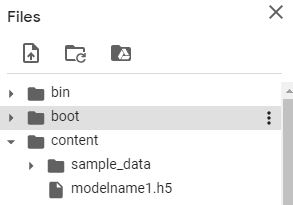 Files
bin
boot
content
sample_data
modelname1.h5